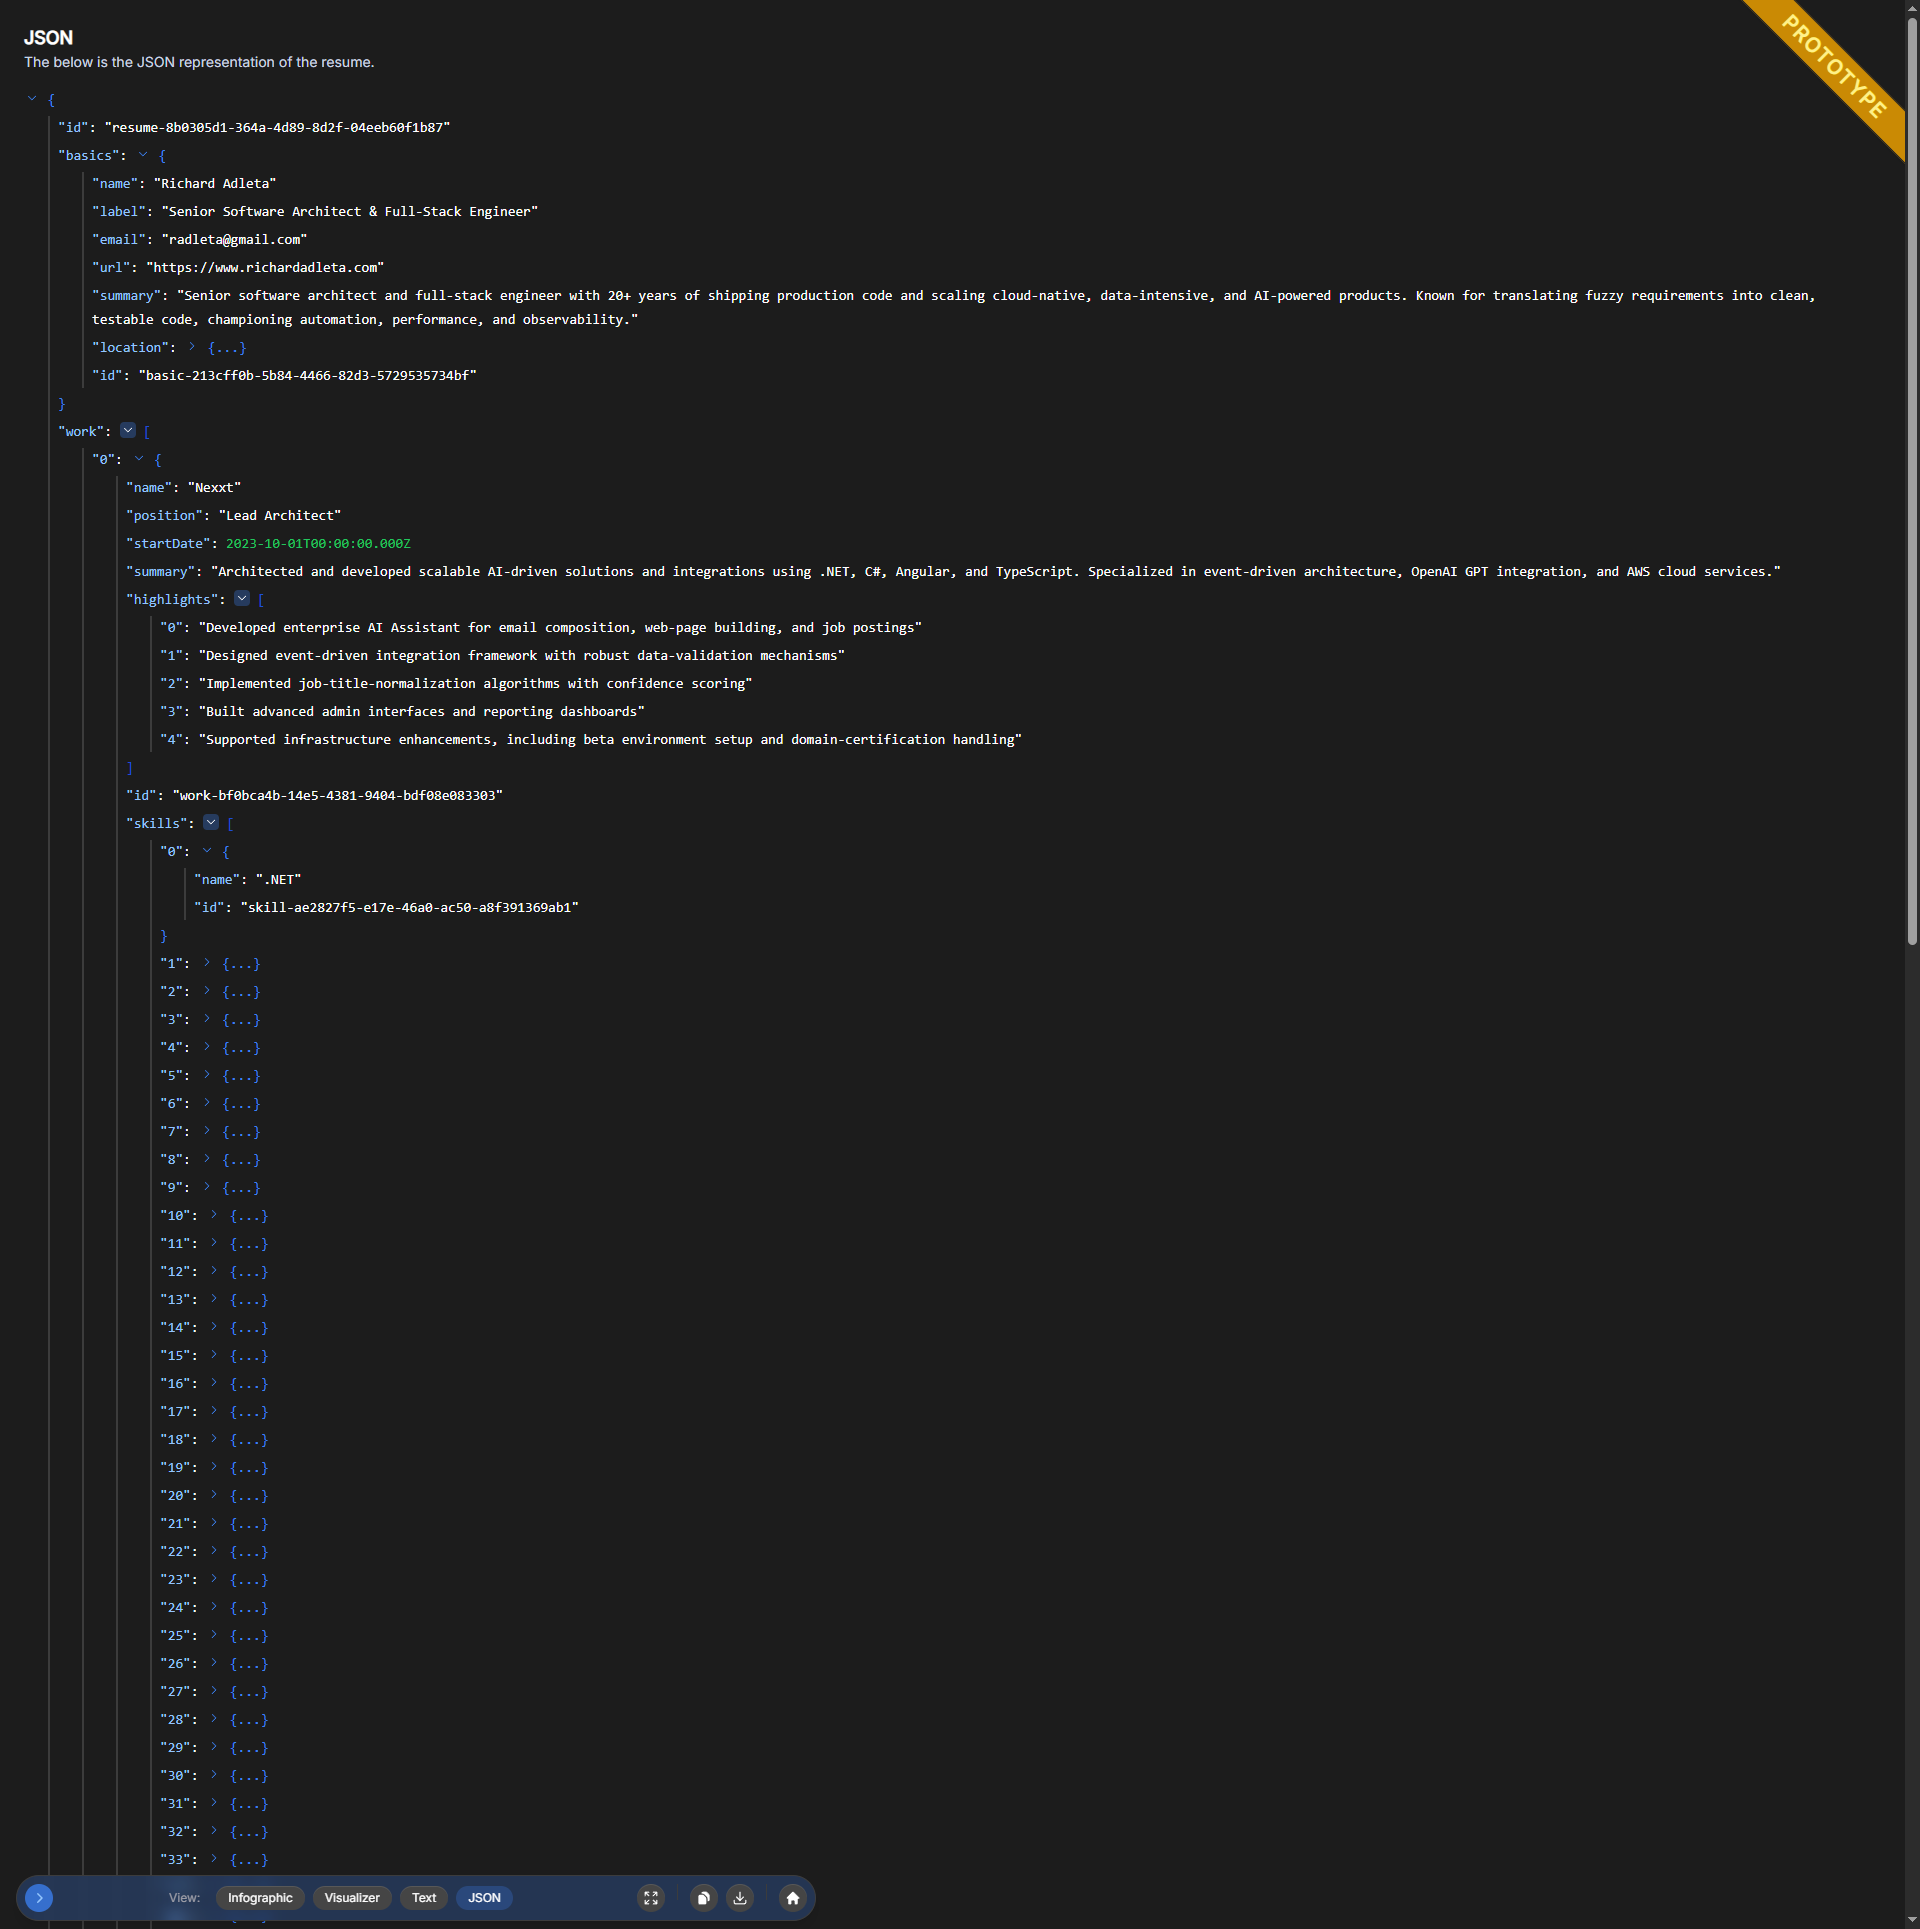 JSON
The below is the JSON representation of the resume.
PROTOTYPE
{
"id": "resume-8b0305d1-364a-4d89-8d2f-04eeb60f1b87"
"basics": {
"name": "Richard Adleta"
"label": "Senior Software Architect & Full-Stack Engineer"
"email": "radleta@gmail.com"
"url": "https://www.richardadleta.com"
"summary": "Senior software architect and full-stack engineer with 20+ years of shipping production code and scaling cloud-native, data-intensive, and AI-powered products. Known for translating fuzzy requirements into clean,
testable code, championing automation, performance, and observability."
"location": {...}
"id": "basic-213cff0b-5b84-4466-82d3-5729535734bf"
}
"work": [
"0": {
"name": "Nexxt"
"position": "Lead Architect"
"startDate": 2023-10-01T00:00:00.000Z
"summary": "Architected and developed scalable AI-driven solutions and integrations using .NET, C#, Angular, and TypeScript. Specialized in event-driven architecture, OpenAI GPT integration, and AWS cloud services."
"highlights": [
"0": "Developed enterprise AI Assistant for email composition, web-page building, and job postings"
"1": "Designed event-driven integration framework with robust data-validation mechanisms"
"2": "Implemented job-title-normalization algorithms with confidence scoring"
"3": "Built advanced admin interfaces and reporting dashboards"
"4": "Supported infrastructure enhancements, including beta environment setup and domain-certification handling"
]
"id": "work-bf0bca4b-14e5-4381-9404-bdf08e083303"
"skills": [
"0": {
"name": ".NET"
"id": "skill-ae2827f5-e17e-46a0-ac50-a8f391369ab1"
}
"1": {...}
"2": {...}
"3": {...}
"4": {...}
"5": {...}
"6": {...}
"7": {...}
"8": {...}
"9": {...}
"10": {...}
"11": {...}
"12": {...}
"13": {...}
"14": {...}
"15": {...}
"16": {...}
"17": {...}
"18": {...}
"19": {...}
"20": {...}
"21": {...}
"22": {...}
"23": {...}
"24": {...}
"25": {...}
"26": {...}
"27": {...}
"28": {...}
"29": {...}
"30": {...}
"31": {...}
"32": {...}
"33": {...}
View: Infographic Visualizer Text JSON